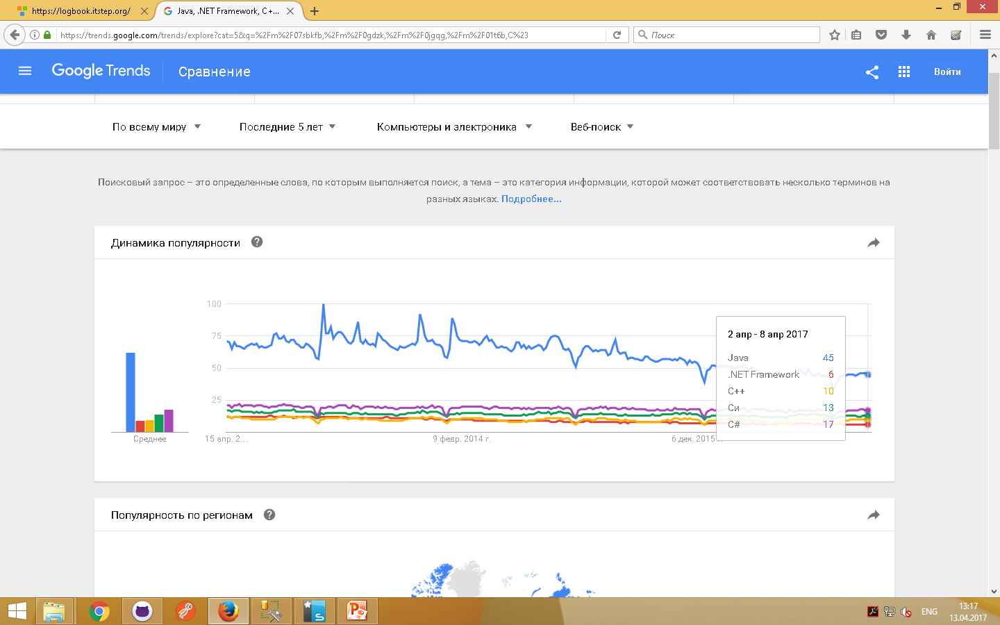 https://logbook.itstep.org/
Java, .NET Framework, C+...
https://trends.google.com/trends/explore?cat=5&q=%2Fm%2F07sbkfb,%2Fm%2F0gdzk,%2Fm%2F0jgqg,%2Fm%2F01t6b,C%23
Поиск
Google Trends
Сравнение
Войти
По всему миру
Последние 5 лет
Компьютеры и электроника
Веб-поиск
Поисковый запрос – это определенные слова, по которым выполняется поиск, а тема – это категория информации, которой может соответствовать несколько терминов на
разных языках. Подробнее...
Динамика популярности
100
75
50
25
Среднее
15 апр. 2...
9 февр. 2014 г.
6 дек. 2015
2 апр - 8 апр 2017
Java 45
.NET Framework 6
C++ 10
Си 13
C# 17
Популярность по регионам
ENG
13:17
13.04.2017